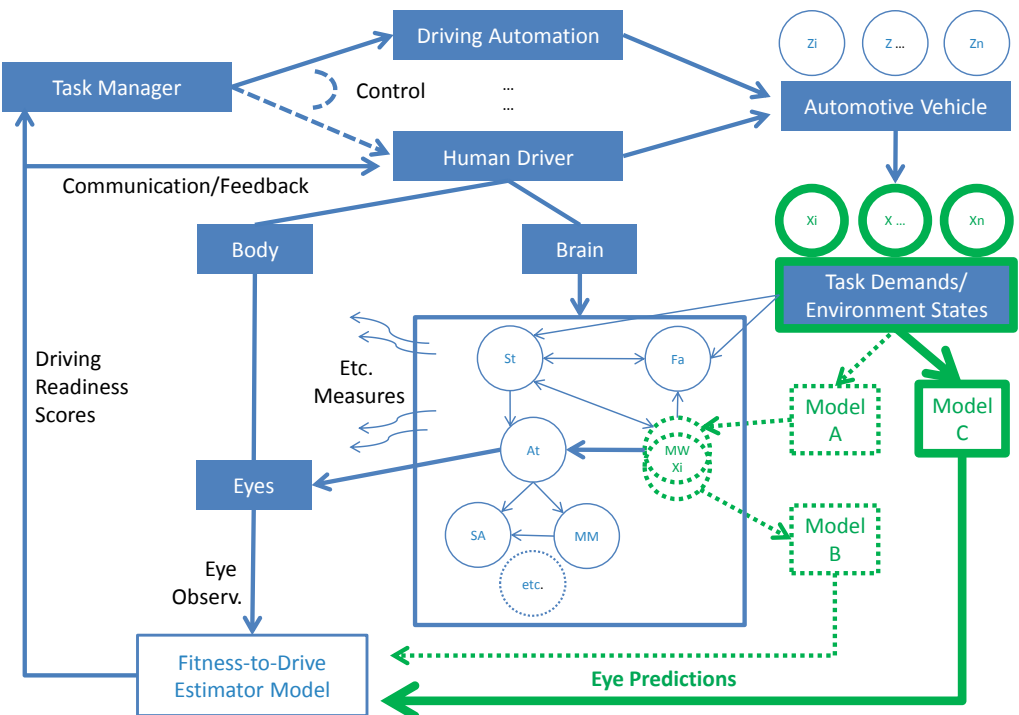 Driving Automation
Zi
Z ...
Zn
Task Manager
Control
...
...
Automotive Vehicle
Human Driver
Communication/Feedback
Xi
X ...
Xn
Body
Brain
Task Demands/
Environment States
Driving
Readiness
Scores
Etc.
Measures
St
Fa
Model
A
Model
C
At
MW
Xi
Eyes
SA
MM
Model
B
etc.
Eye
Observ.
Fitness-to-Drive
Estimator Model
Eye Predictions